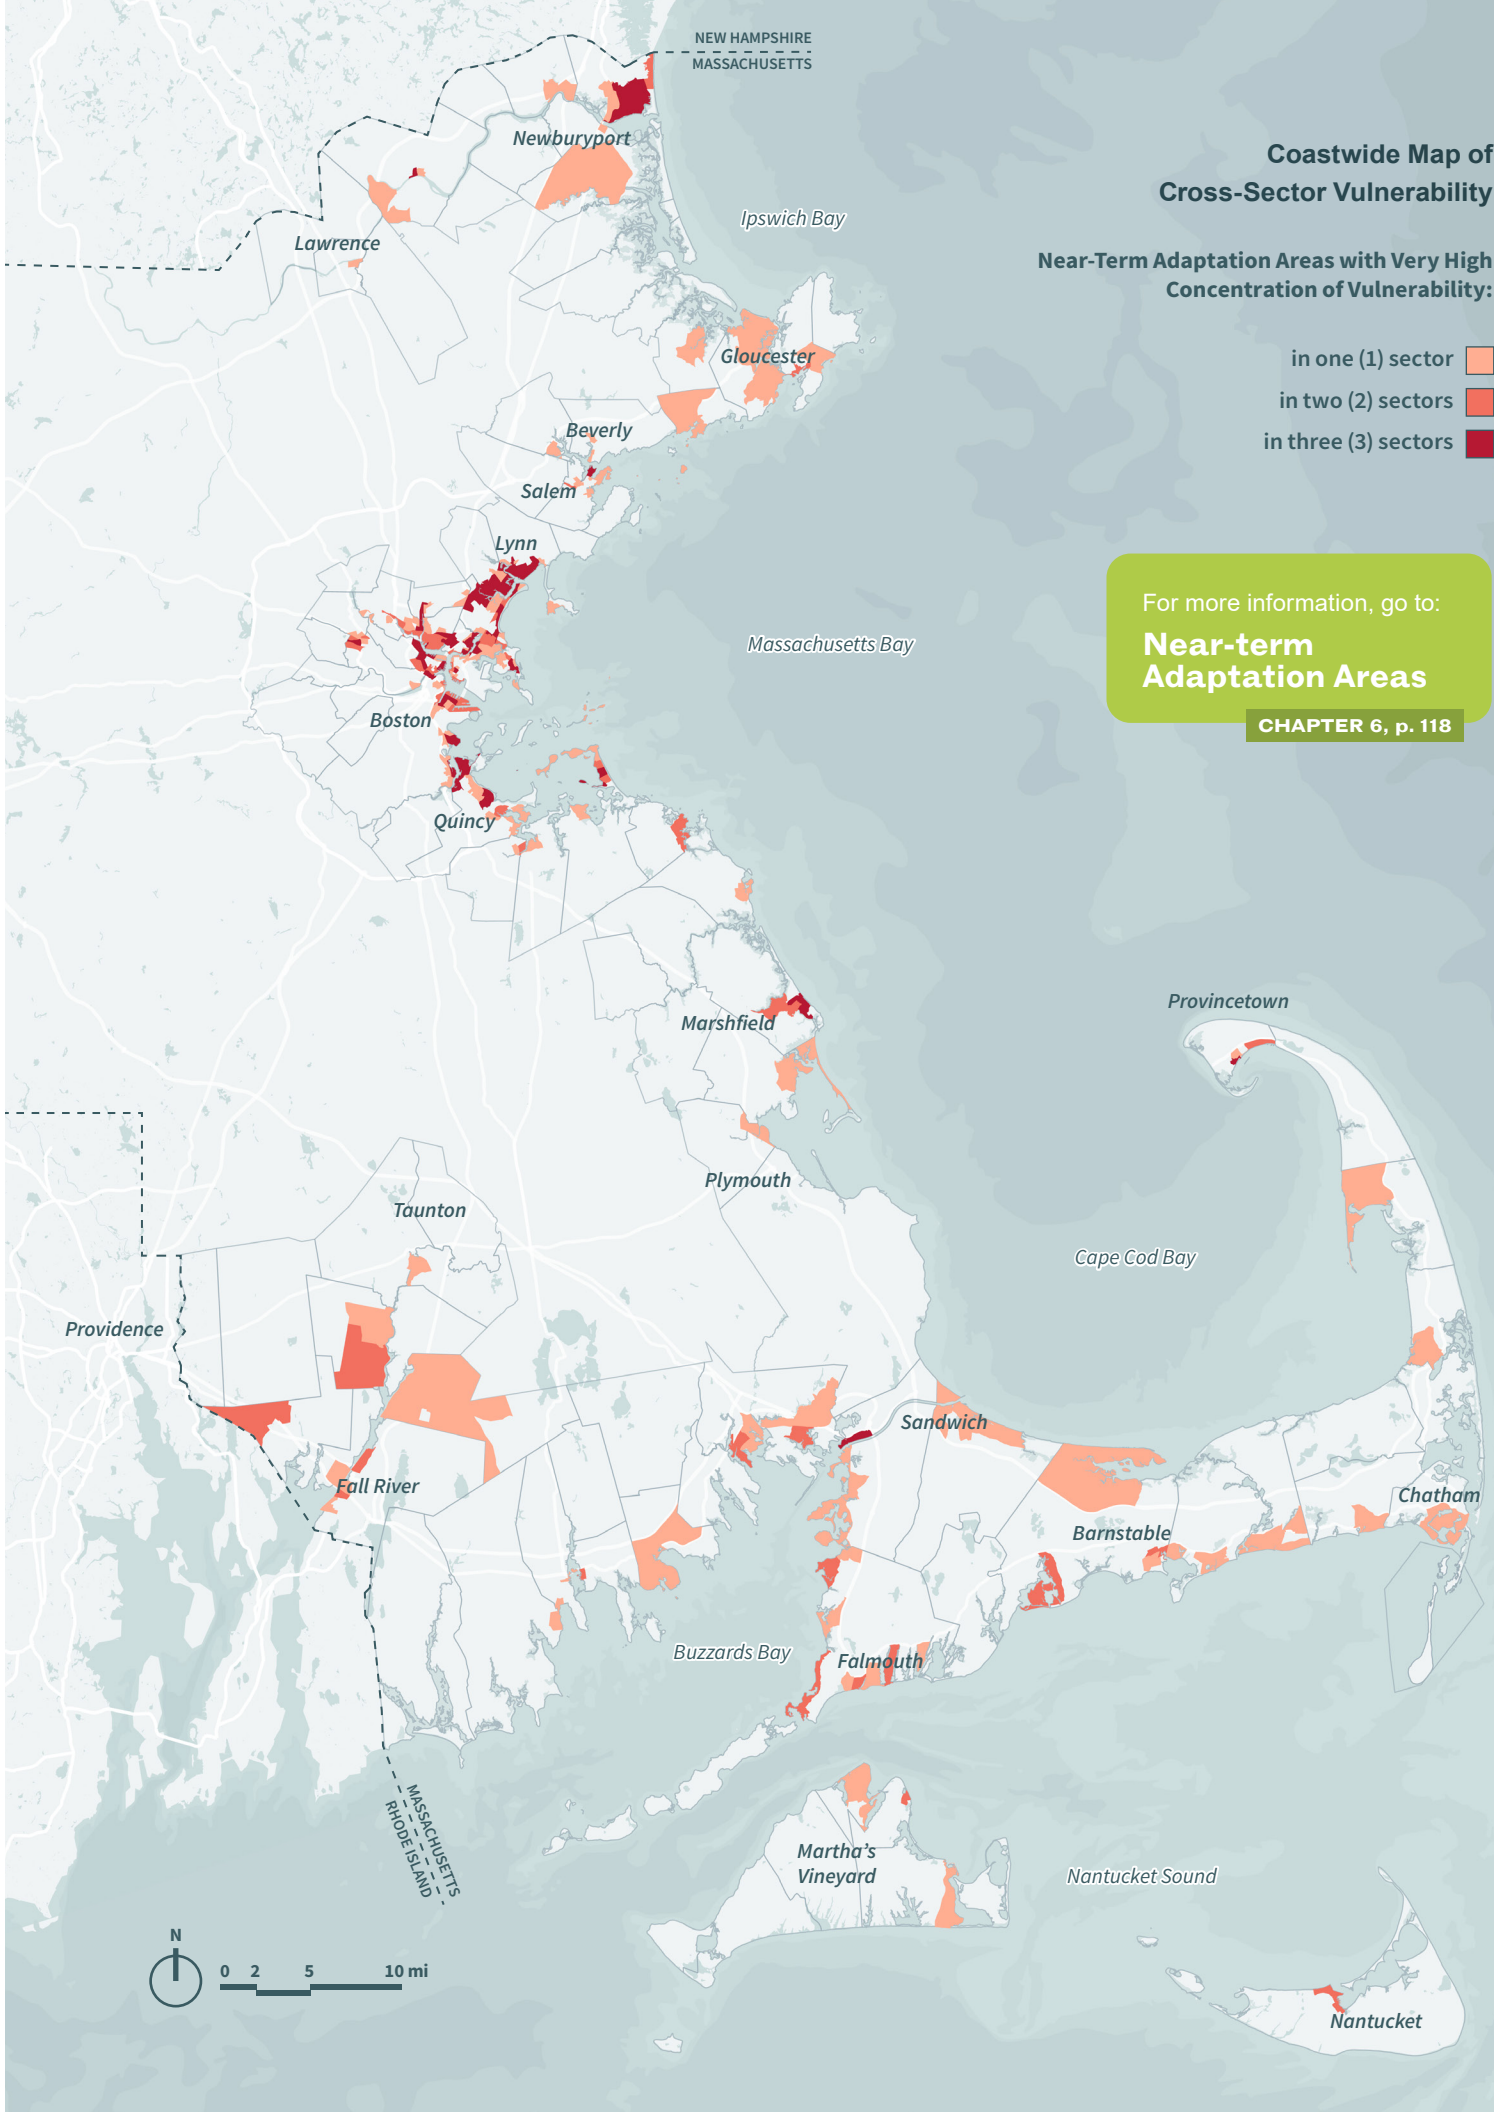 NEW HAMPSHIRE
MASSACHUSETTS
Newburyport
Coastwide Map of
Cross-Sector Vulnerability
Ipswich Bay
Lawrence
Near-Term Adaptation Areas with Very High
Concentration of Vulnerability:
Gloucester
in one (1) sector
in two (2) sectors
in three (3) sectors
Beverly
Salem
Lynn
For more information, go to:
Near-term
Adaptation Areas
CHAPTER 6, p. 118
Massachusetts Bay
Boston
Quincy
Provincetown
Marshfield
Plymouth
Taunton
Cape Cod Bay
Providence
Sandwich
Fall River
Chatham
Barnstable
Buzzards Bay
Falmouth
MASSACHUSETTS
RHODE ISLAND
Martha's
Vineyard
Nantucket Sound
N
0 2 5 10 mi
Nantucket